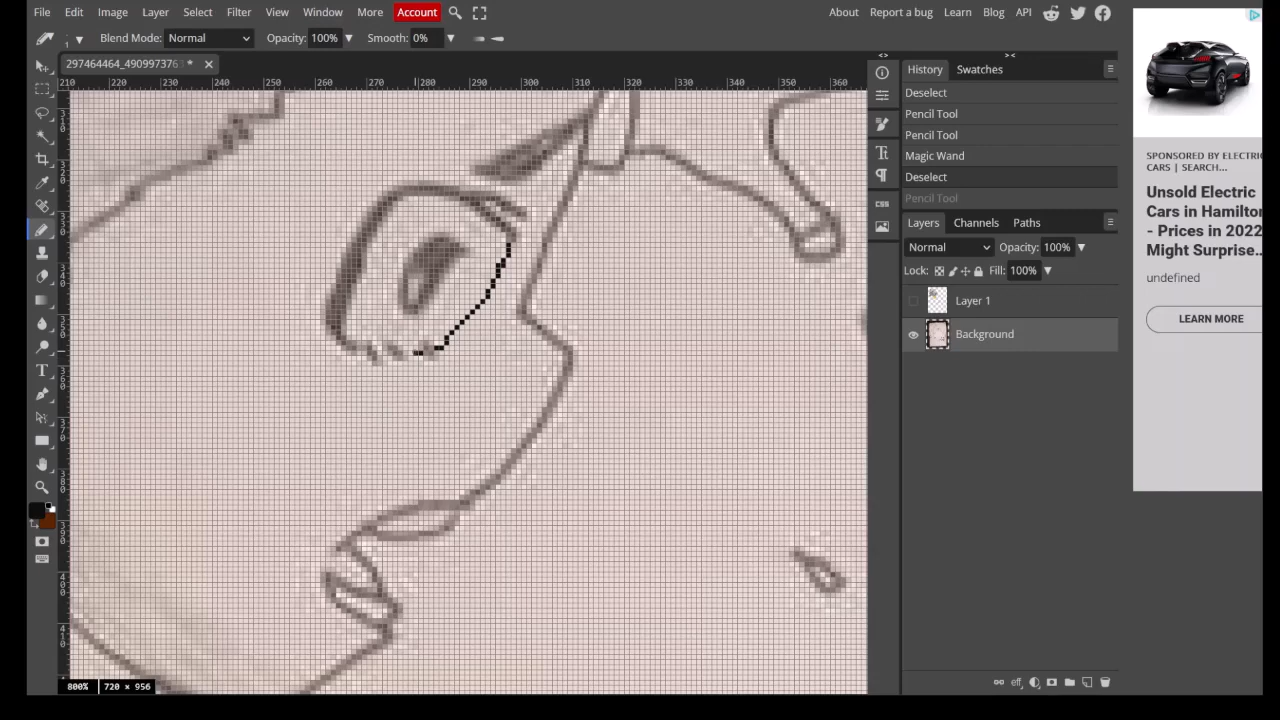 File Edit Image Layer Select Filter View Window More Account About Report a bug Learn Blog API
1 Blend Mode: Normal Opacity: 100% Smooth: 0%
297464464_490997376 *
210 220 230 240 250 260 270 280 290 300 310 320 330 340 350 360
History Swatches
Deselect
Pencil Tool
Pencil Tool
Magic Wand
Deselect
Pencil Tool
Layers Channels Paths
Normal Opacity: 100%
Lock: Fill: 100%
Layer 1
Background
css
eff
800% 720 × 956
SPONSORED BY ELECTRIC
CARS | SEARCH...
Unsold Electric
Cars in Hamilton
- Prices in 2022
Might Surprise
undefined
LEARN MORE